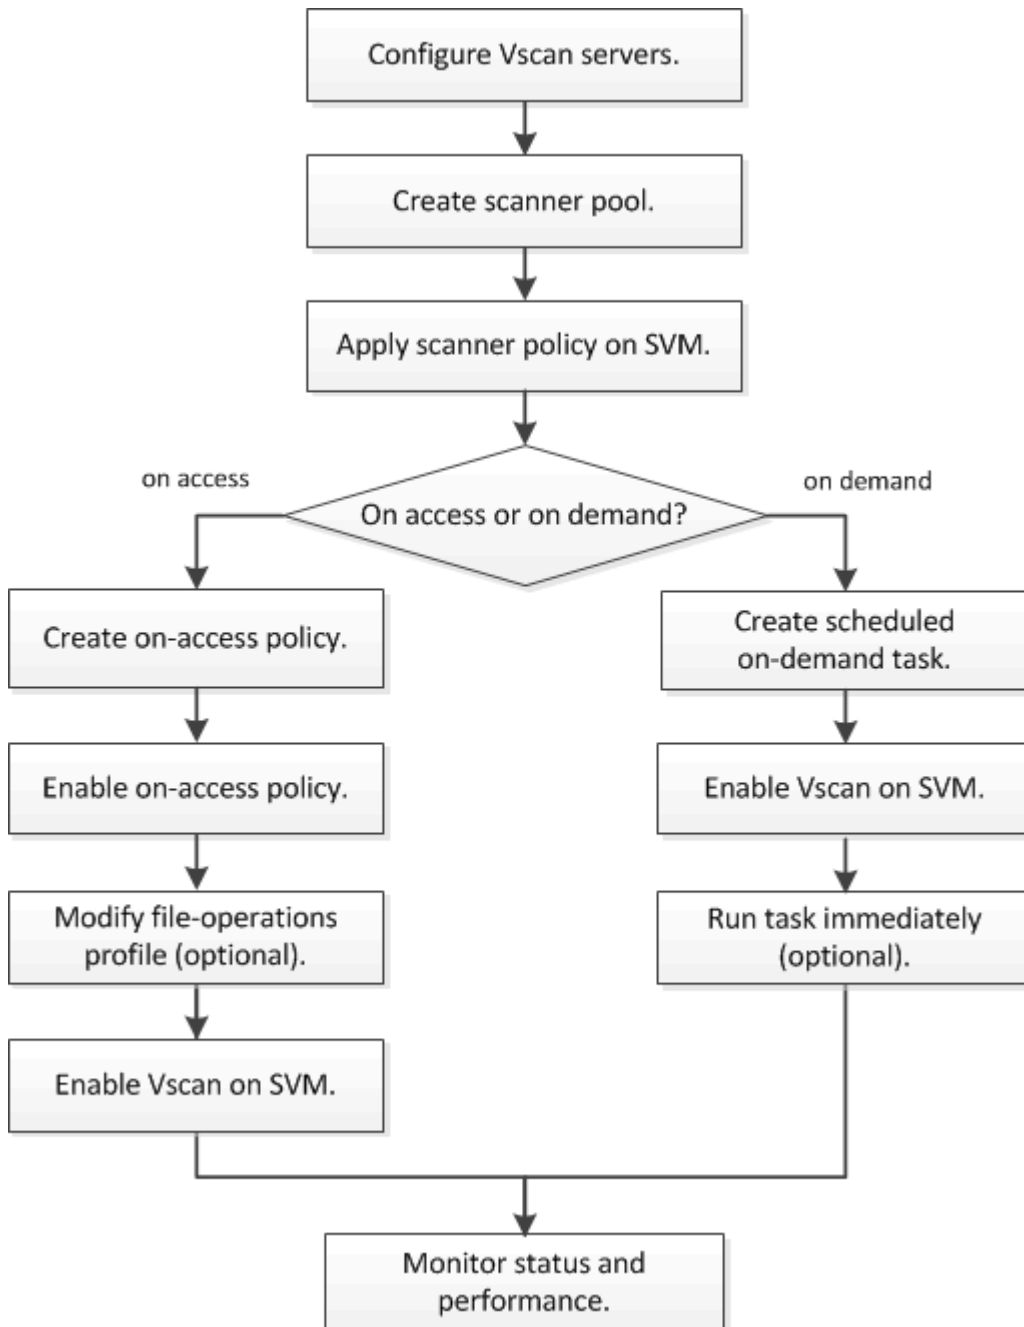 Configure Vscan servers.
Create scanner pool.
Apply scanner policy on SVM.
on access
on demand
On access or on demand?
Create on-access policy.
Enable on-access policy.
Modify file-operations
profile (optional).
Enable Vscan on SVM.
Create scheduled
on-demand task.
Enable Vscan on SVM.
Run task immediately
(optional).
Monitor status and
performance.